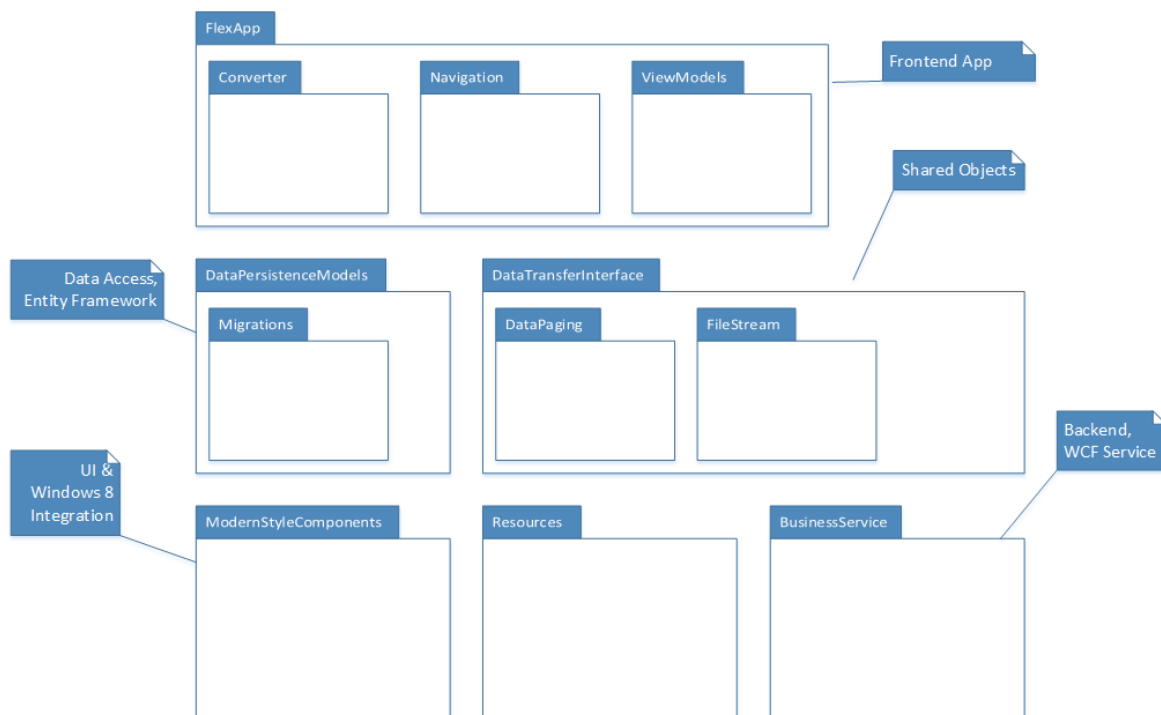 FlexApp
Converter
Navigation
ViewModels
Frontend App
Shared Objects
Data Access,
Entity Framework
DataPersistenceModels
Migrations
DataTransferInterface
DataPaging
FileStream
Backend,
WCF Service
UI &
Windows 8
Integration
ModernStyleComponents
Resources
BusinessService